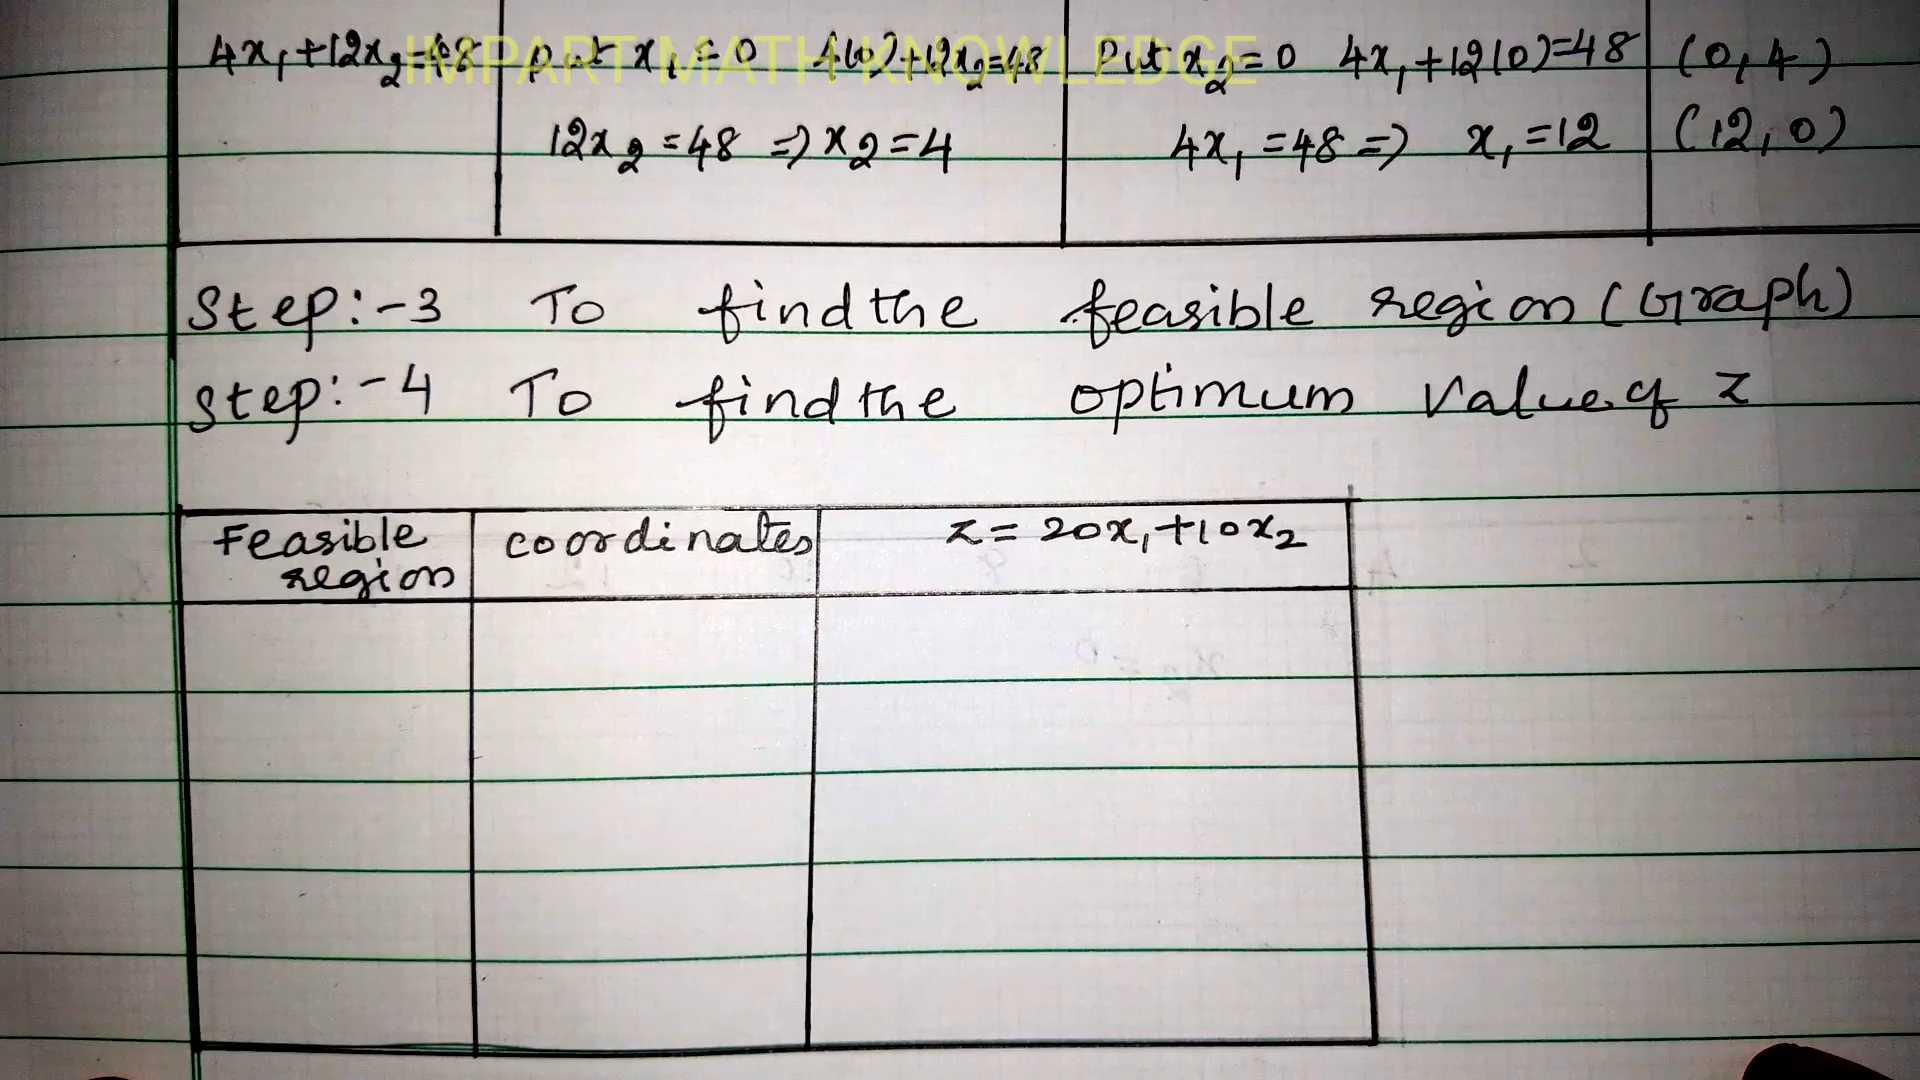 4x₁+12x₂=48 Put x₁=0 4(0)+12x₂=48 Put x₂=0 4x₁+12(0)=48 (0,4)
IMPART MATH KNOWLEDGE
12x₂=48 => x₂=4 4x₁=48 => x₁=12 (12,0)
Step:-3 To find the feasible region (Graph)
Step:-4 To find the optimum value of z
Feasible region coordinates z=20x₁+10x₂